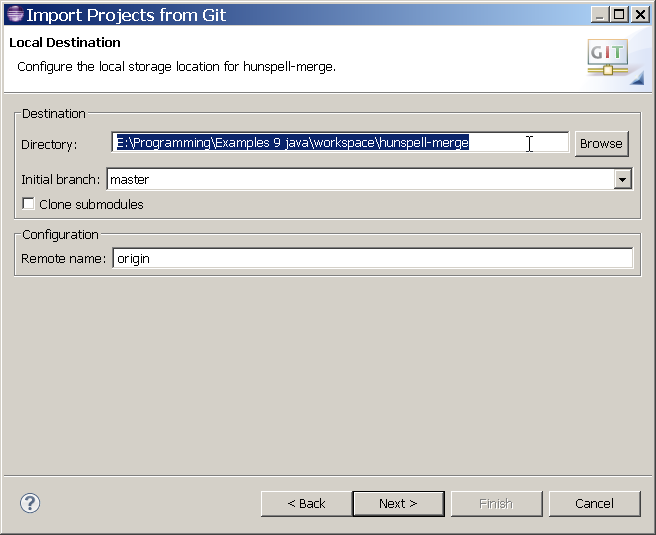 Import Projects from Git
Local Destination
Configure the local storage location for hunspell-merge.
GIT
Destination
Directory: E:\Programming\Examples 9 java\workspace\hunspell-merge Browse
Initial branch: master
Clone submodules
Configuration
Remote name: origin
? < Back Next > Finish Cancel